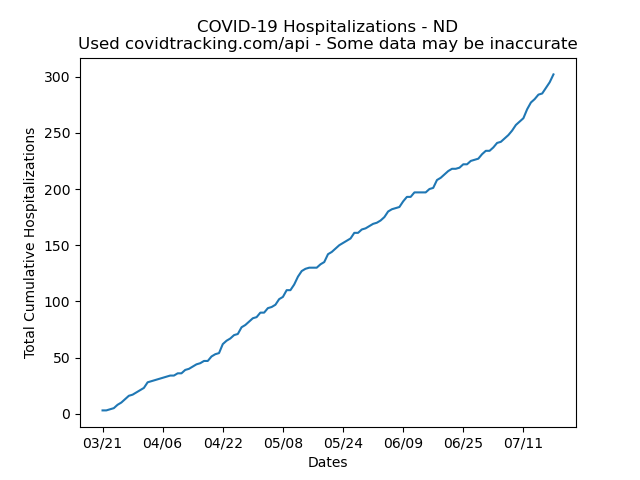 COVID-19 Hospitalizations - ND
Used covidtracking.com/api - Some data may be inaccurate
300
250
200
150
100
50
0
Total Cumulative Hospitalizations
03/21 04/06 04/22 05/08 05/24 06/09 06/25 07/11
Dates